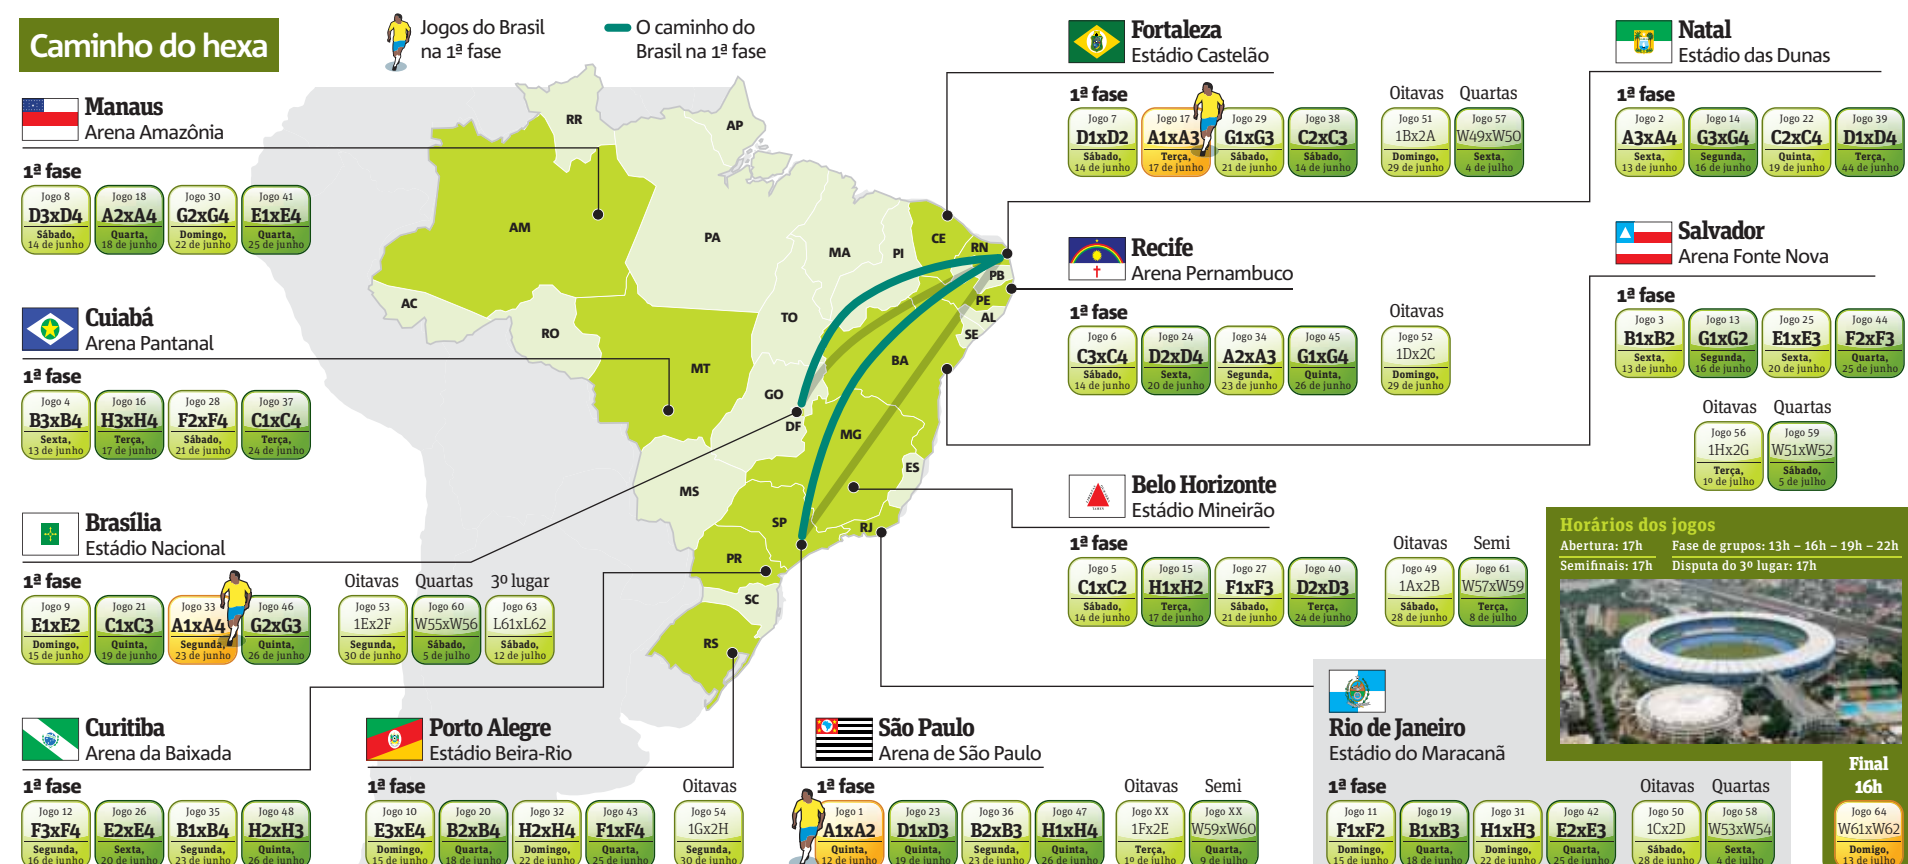 Caminho do hexa
Jogos do Brasil
na 1ª fase
O caminho do
Brasil na 1ª fase
Manaus
Arena Amazônia
1ª fase
Jogo 8
D3xD4
Sábado,
14 de junho
Jogo 18
A2xA4
Quarta,
18 de junho
Jogo 30
G2xG4
Domingo,
22 de junho
Jogo 41
E1xE4
Quarta,
25 de junho
Cuiabá
Arena Pantanal
1ª fase
Jogo 4
B3xB4
Sexta,
13 de junho
Jogo 16
H3xH4
Terça,
17 de junho
Jogo 28
F2xF4
Sábado,
21 de junho
Jogo 37
C1xC4
Terça,
24 de junho
Brasília
Estádio Nacional
1ª fase
Jogo 9
E1xE2
Domingo,
15 de junho
Jogo 21
C1xC3
Quinta,
19 de junho
Jogo 33
A1xA4
Segunda,
23 de junho
Jogo 46
G2xG3
Quinta,
26 de junho
Oitavas
Jogo 53
1Ex2F
Segunda,
30 de junho
Quartas
Jogo 60
W55xW56
Sábado,
5 de julho
3º lugar
Jogo 63
L61xL62
Sábado,
12 de julho
Curitiba
Arena da Baixada
1ª fase
Jogo 12
F3xF4
Segunda,
16 de junho
Jogo 26
E2xE4
Sexta,
20 de junho
Jogo 35
B1xB4
Segunda,
23 de junho
Jogo 48
H2xH3
Quinta,
26 de junho
Porto Alegre
Estádio Beira-Rio
1ª fase
Jogo 10
E3xE4
Domingo,
15 de junho
Jogo 20
B2xB4
Quarta,
18 de junho
Jogo 32
H2xH4
Domingo,
22 de junho
Jogo 43
F1xF4
Quarta,
25 de junho
Oitavas
Jogo 54
1Gx2H
Segunda,
30 de junho
São Paulo
Arena de São Paulo
1ª fase
Jogo 1
A1xA2
Quinta,
12 de junho
Jogo 23
D1xD3
Quinta,
19 de junho
Jogo 36
B2xB3
Segunda,
23 de junho
Jogo 47
H1xH4
Quinta,
26 de junho
Oitavas
Jogo XX
1Fx2E
Terça,
1º de julho
Semi
Jogo XX
W59xW60
Quarta,
9 de julho
RR
AP
AM
PA
MA
PI
CE
RN
PB
PE
AL
SE
AC
RO
TO
BA
MT
GO
DF
MG
ES
MS
SP
RJ
PR
SC
RS
Fortaleza
Estádio Castelão
1ª fase
Jogo 7
D1xD2
Sábado,
14 de junho
Jogo 17
A1xA3
Terça,
17 de junho
Jogo 29
G1xG3
Sábado,
21 de junho
Jogo 38
C2xC3
Sábado,
14 de junho
Oitavas
Jogo 51
1Bx2A
Domingo,
29 de junho
Quartas
Jogo 57
W49xW50
Sexta,
4 de julho
Natal
Estádio das Dunas
1ª fase
Jogo 2
A3xA4
Sexta,
13 de junho
Jogo 14
G3xG4
Segunda,
16 de junho
Jogo 22
C2xC4
Quinta,
19 de junho
Jogo 39
D1xD4
Terça,
44 de junho
Recife
Arena Pernambuco
1ª fase
Jogo 6
C3xC4
Sábado,
14 de junho
Jogo 24
D2xD4
Sexta,
20 de junho
Jogo 34
A2xA3
Segunda,
23 de junho
Jogo 45
G1xG4
Quinta,
26 de junho
Oitavas
Jogo 52
1Dx2C
Domingo,
29 de junho
Salvador
Arena Fonte Nova
1ª fase
Jogo 3
B1xB2
Sexta,
13 de junho
Jogo 13
G1xG2
Segunda,
16 de junho
Jogo 25
E1xE3
Sexta,
20 de junho
Jogo 44
F2xF3
Quarta,
25 de junho
Oitavas
Jogo 56
1Hx2G
Terça,
1º de julho
Quartas
Jogo 59
W51xW52
Sábado,
5 de julho
Belo Horizonte
Estádio Mineirão
1ª fase
Jogo 5
C1xC2
Sábado,
14 de junho
Jogo 15
H1xH2
Terça,
17 de junho
Jogo 27
F1xF3
Sábado,
21 de junho
Jogo 40
D2xD3
Terça,
24 de junho
Oitavas
Jogo 49
1Ax2B
Sábado,
28 de junho
Semi
Jogo 61
W57xW59
Terça,
8 de julho
Horários dos jogos
Abertura: 17h
Fase de grupos: 13h – 16h – 19h – 22h
Semifinais: 17h
Disputa do 3º lugar: 17h
Rio de Janeiro
Estádio do Maracanã
1ª fase
Jogo 11
F1xF2
Domingo,
15 de junho
Jogo 19
B1xB3
Quarta,
18 de junho
Jogo 31
H1xH3
Domingo,
22 de junho
Jogo 42
E2xE3
Quarta,
25 de junho
Oitavas
Jogo 50
1Cx2D
Sábado,
28 de junho
Quartas
Jogo 58
W53xW54
Sexta,
4 de julho
Final
16h
Jogo 64
W61xW62
Domigo,
13 de julho